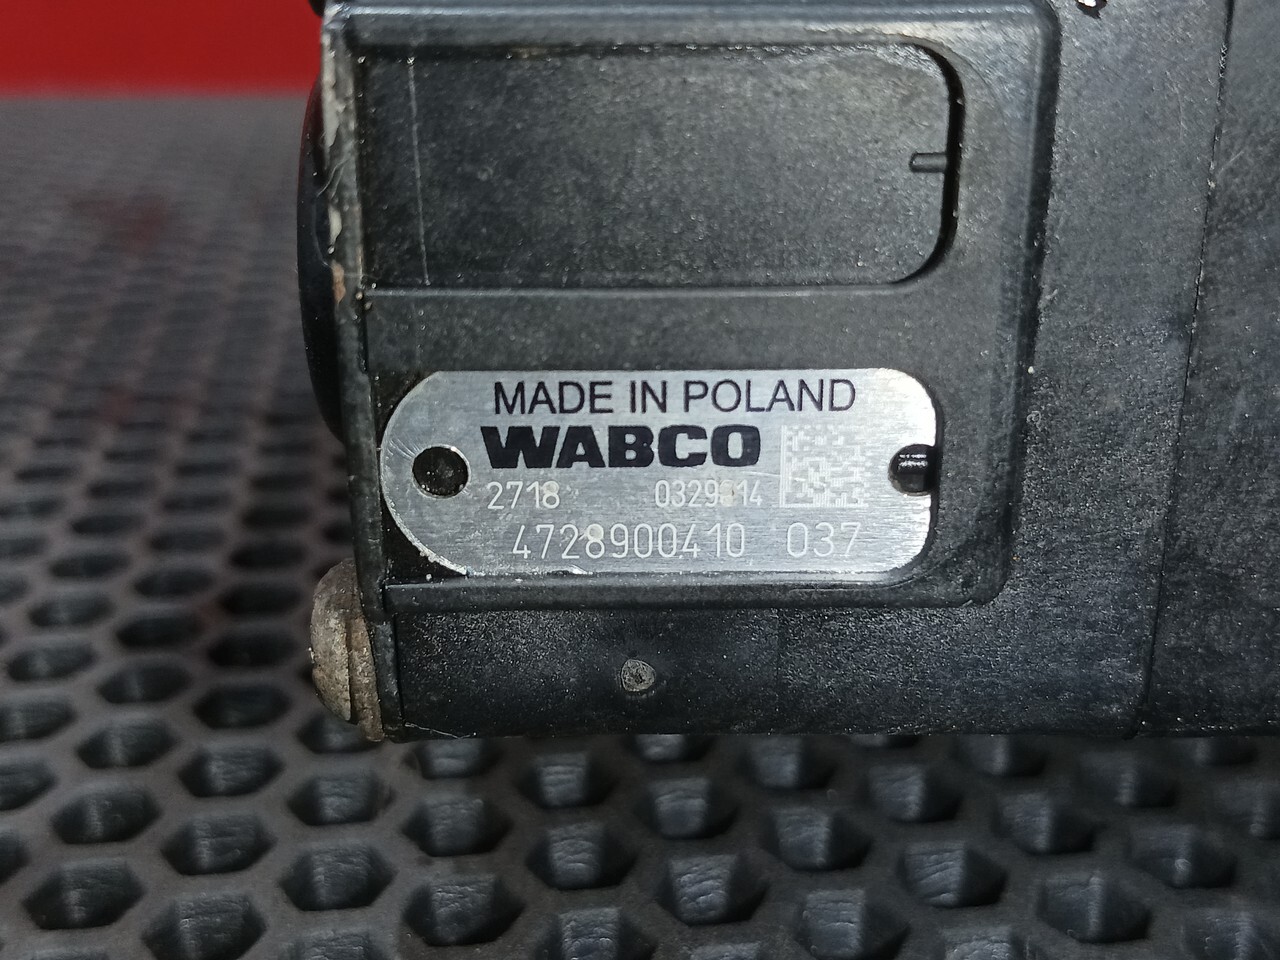 MADE IN POLAND
WABCO
2718
4728900410 037